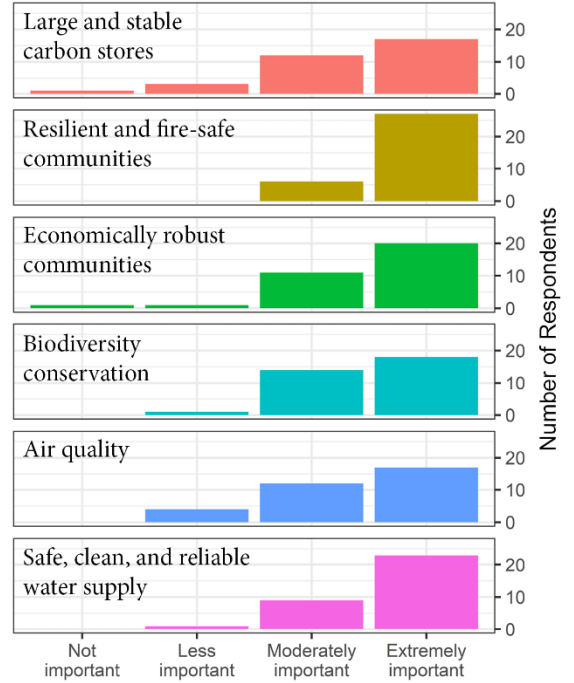 Large and stable
carbon stores
20
10
0
Resilient and fire-safe
communities
20
10
0
Economically robust
communities
20
10
0
Biodiversity
conservation
20
10
0
Air quality
20
10
0
Safe, clean, and reliable
water supply
20
10
0
Number of Respondents
Not
important
Less
important
Moderately
important
Extremely
important